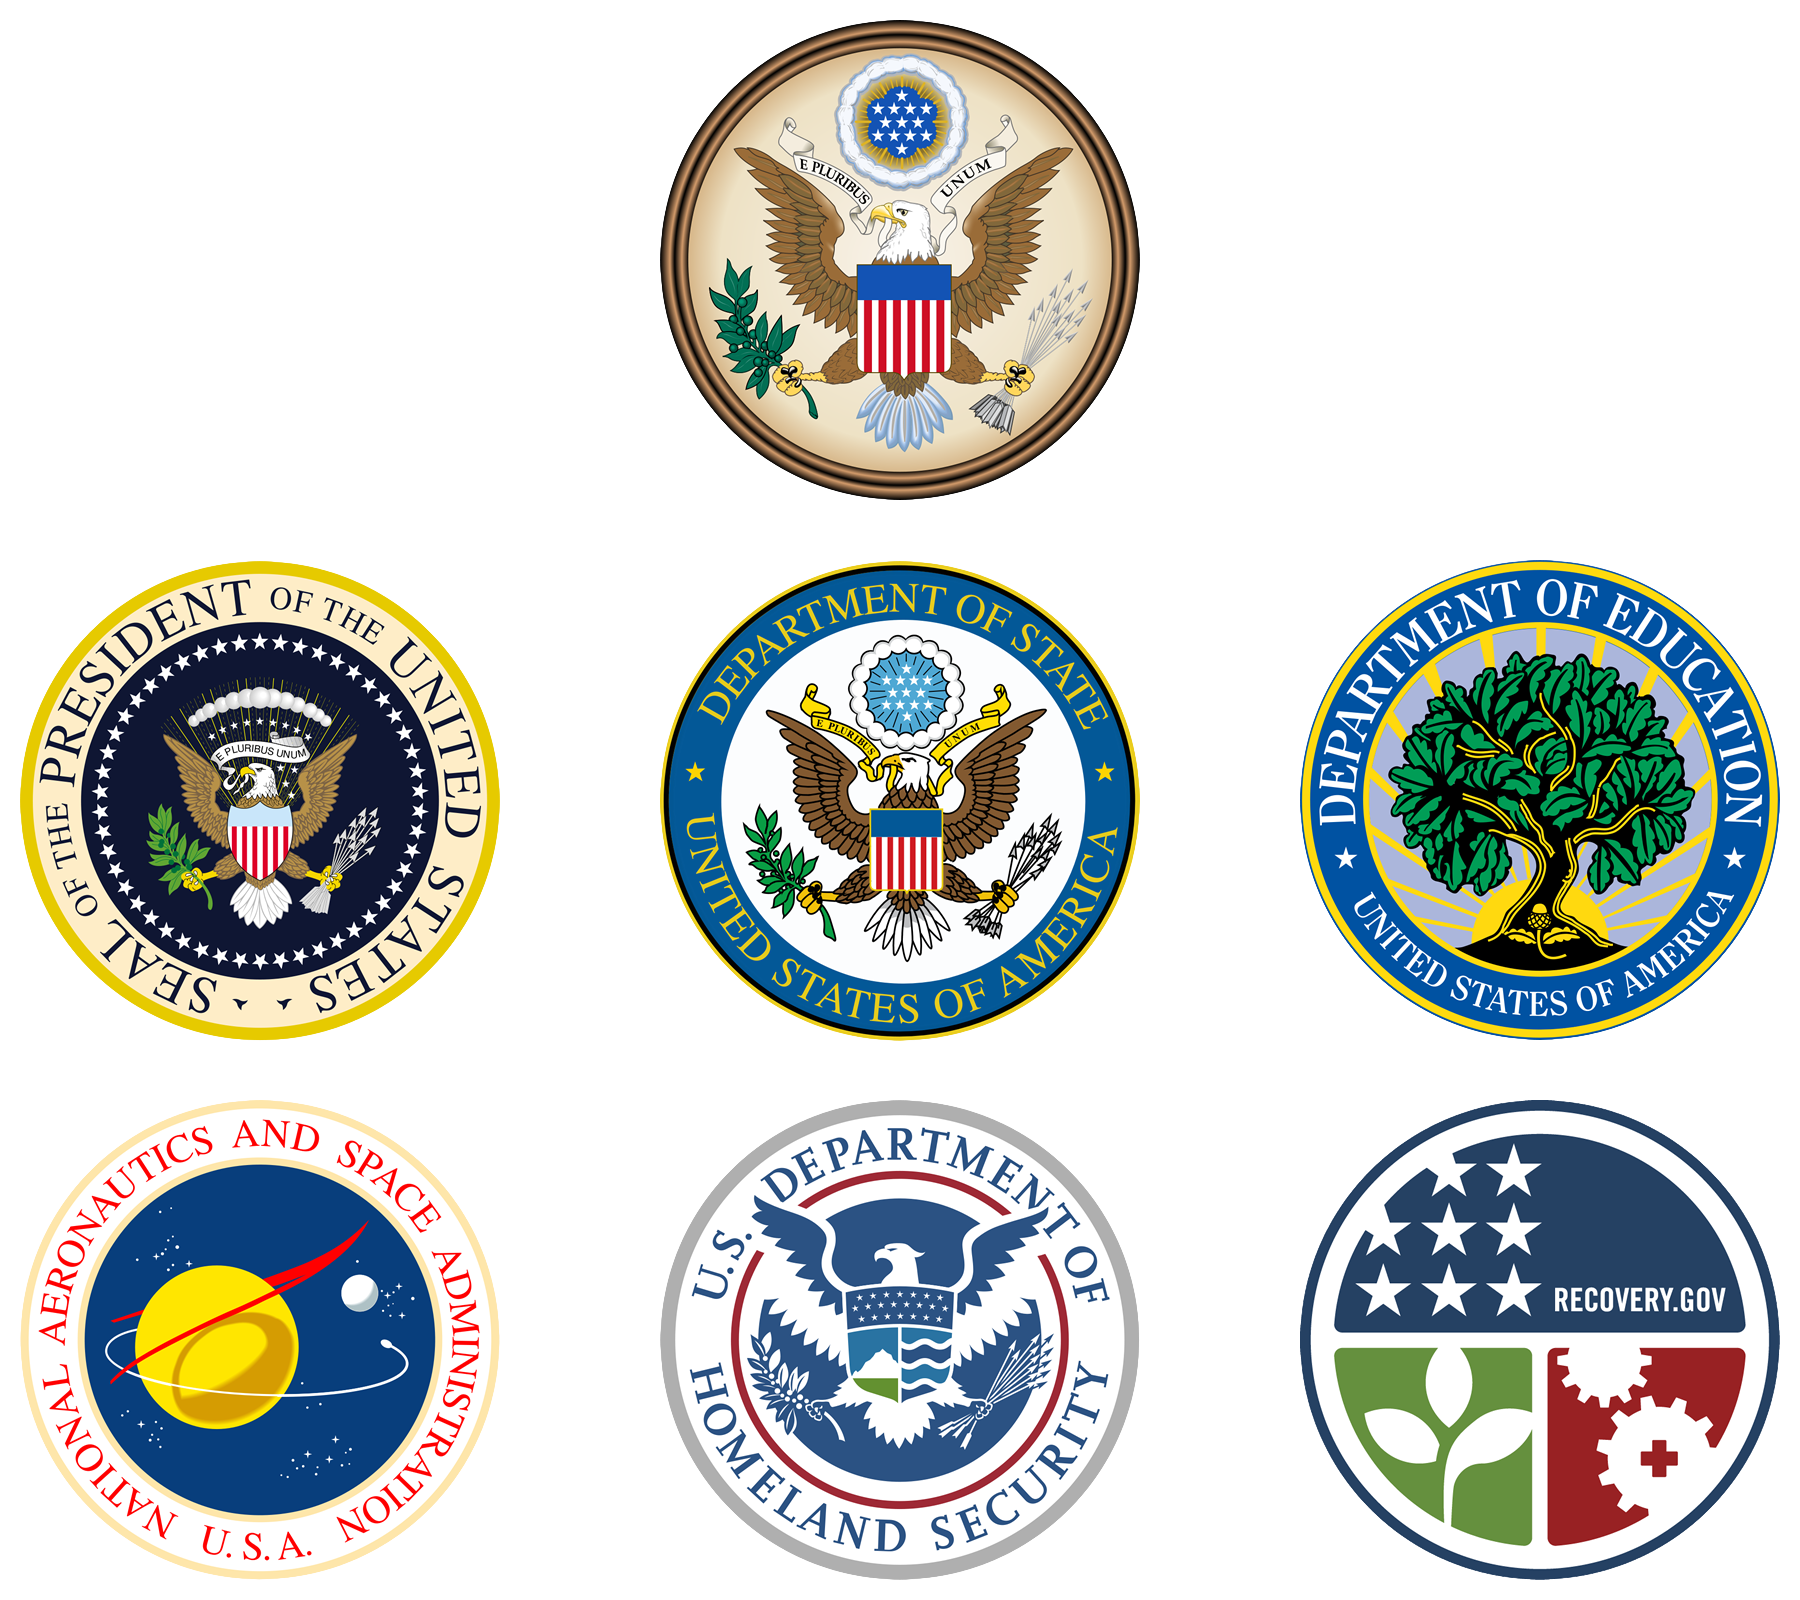 E PLURIBUS UNUM
SEAL OF THE PRESIDENT OF THE UNITED STATES
E PLURIBUS UNUM
DEPARTMENT OF STATE
E PLURIBUS UNUM
UNITED STATES OF AMERICA
DEPARTMENT OF EDUCATION
UNITED STATES OF AMERICA
NATIONAL AERONAUTICS AND SPACE ADMINISTRATION
U.S.A.
U.S. DEPARTMENT OF
HOMELAND SECURITY
RECOVERY.GOV